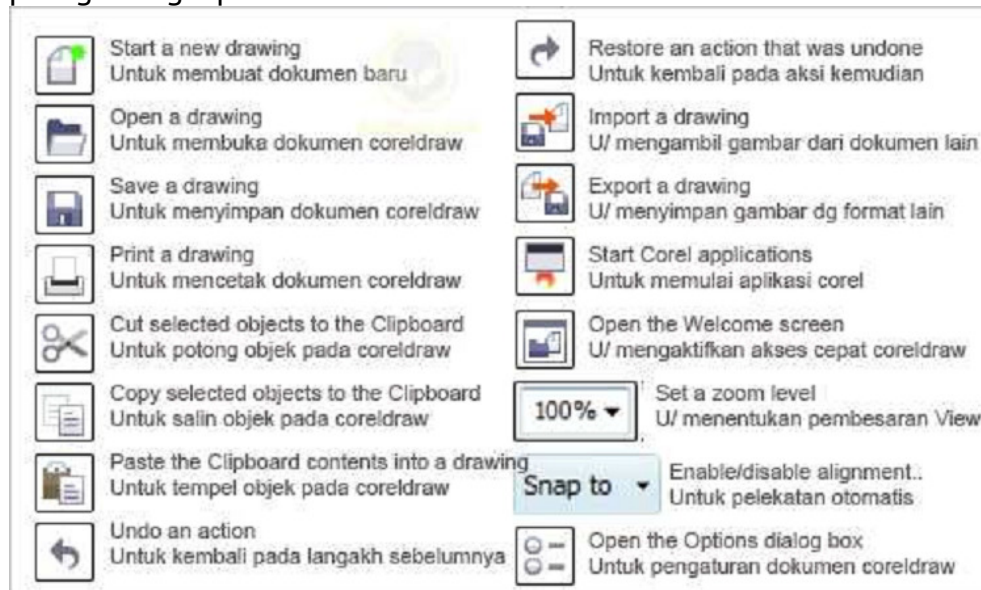 Start a new drawing
Untuk membuat dokumen baru
Open a drawing
Untuk membuka dokumen coreldraw
Save a drawing
Untuk menyimpan dokumen coreldraw
Print a drawing
Untuk mencetak dokumen coreldraw
Cut selected objects to the Clipboard
Untuk potong objek pada coreldraw
Copy selected objects to the Clipboard
Untuk salin objek pada coreldraw
Paste the Clipboard contents into a drawing
Untuk tempel objek pada coreldraw
Undo an action
Untuk kembali pada langakh sebelumnya
Restore an action that was undone
Untuk kembali pada aksi kemudian
Import a drawing
U/ mengambil gambar dari dokumen lain
Export a drawing
U/ menyimpan gambar dg format lain
Start Corel applications
Untuk memulai aplikasi corel
Open the Welcome screen
U/ mengaktifkan akses cepat coreldraw
100%
Set a zoom level
U/ menentukan pembesaran View
Snap to
Enable/disable alignment..
Untuk pelekatan otomatis
Open the Options dialog box
Untuk pengaturan dokumen coreldraw